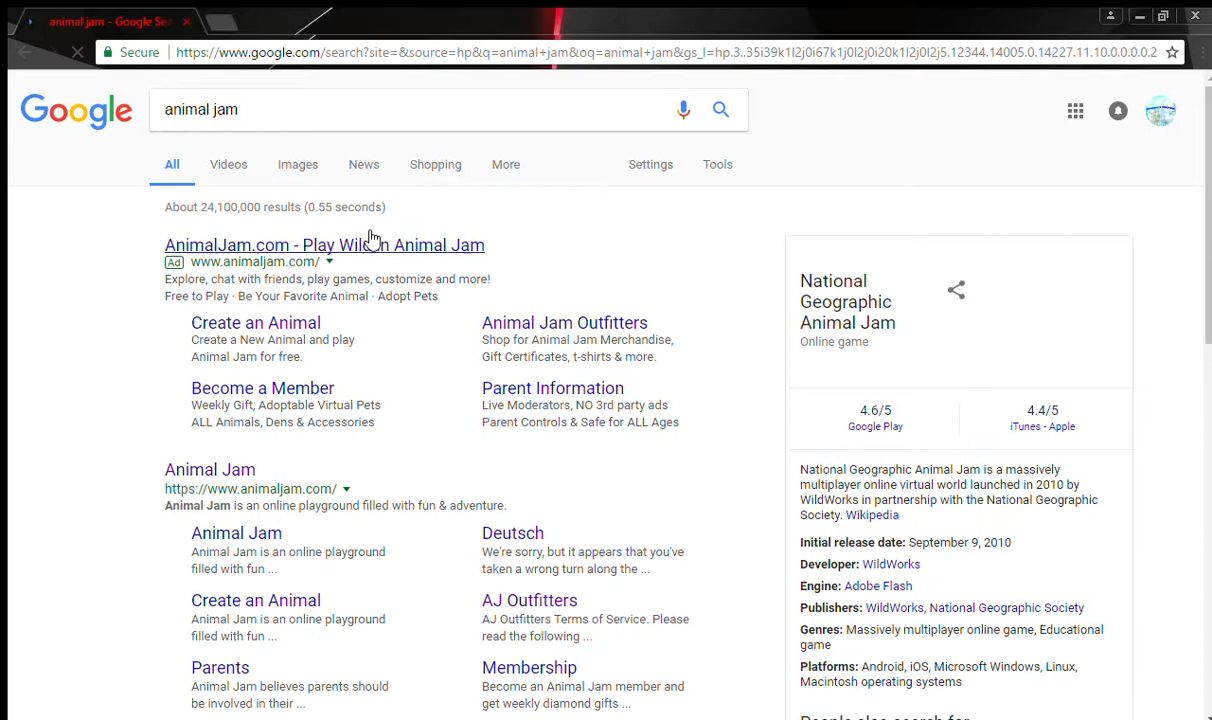 animal jam - Google Sea
Secure https://www.google.com/search?site=&source=hp&q=animal+jam&oq=animal+jam&gs_l=hp.3..35i39k1l2j0i67k1j0l2j0i20k1l2j0l2j5.12344.14005.0.14227.11.10.0.0.0.0.2
Google animal jam
All Videos Images News Shopping More Settings Tools
About 24,100,000 results (0.55 seconds)
AnimalJam.com - Play Wild in Animal Jam
Ad www.animaljam.com/
Explore, chat with friends, play games, customize and more!
Free to Play · Be Your Favorite Animal · Adopt Pets
Create an Animal
Create a New Animal and play
Animal Jam for free.
Animal Jam Outfitters
Shop for Animal Jam Merchandise,
Gift Certificates, t-shirts & more.
Become a Member
Weekly Gift, Adoptable Virtual Pets
ALL Animals, Dens & Accessories
Parent Information
Live Moderators, NO 3rd party ads
Parent Controls & Safe for ALL Ages
Animal Jam
https://www.animaljam.com/
Animal Jam is an online playground filled with fun & adventure.
Animal Jam
Animal Jam is an online playground
filled with fun ...
Deutsch
We're sorry, but it appears that you've
taken a wrong turn along the ...
Create an Animal
Animal Jam is an online playground
filled with fun ...
AJ Outfitters
AJ Outfitters Terms of Service. Please
read the following ...
Parents
Animal Jam believes parents should
be involved in their ...
Membership
Become an Animal Jam member and
get weekly diamond gifts ...
National
Geographic
Animal Jam
Online game
4.6/5
Google Play
4.4/5
iTunes - Apple
National Geographic Animal Jam is a massively
multiplayer online virtual world launched in 2010 by
WildWorks in partnership with the National Geographic
Society. Wikipedia
Initial release date: September 9, 2010
Developer: WildWorks
Engine: Adobe Flash
Publishers: WildWorks, National Geographic Society
Genres: Massively multiplayer online game, Educational
game
Platforms: Android, iOS, Microsoft Windows, Linux,
Macintosh operating systems
People also search for